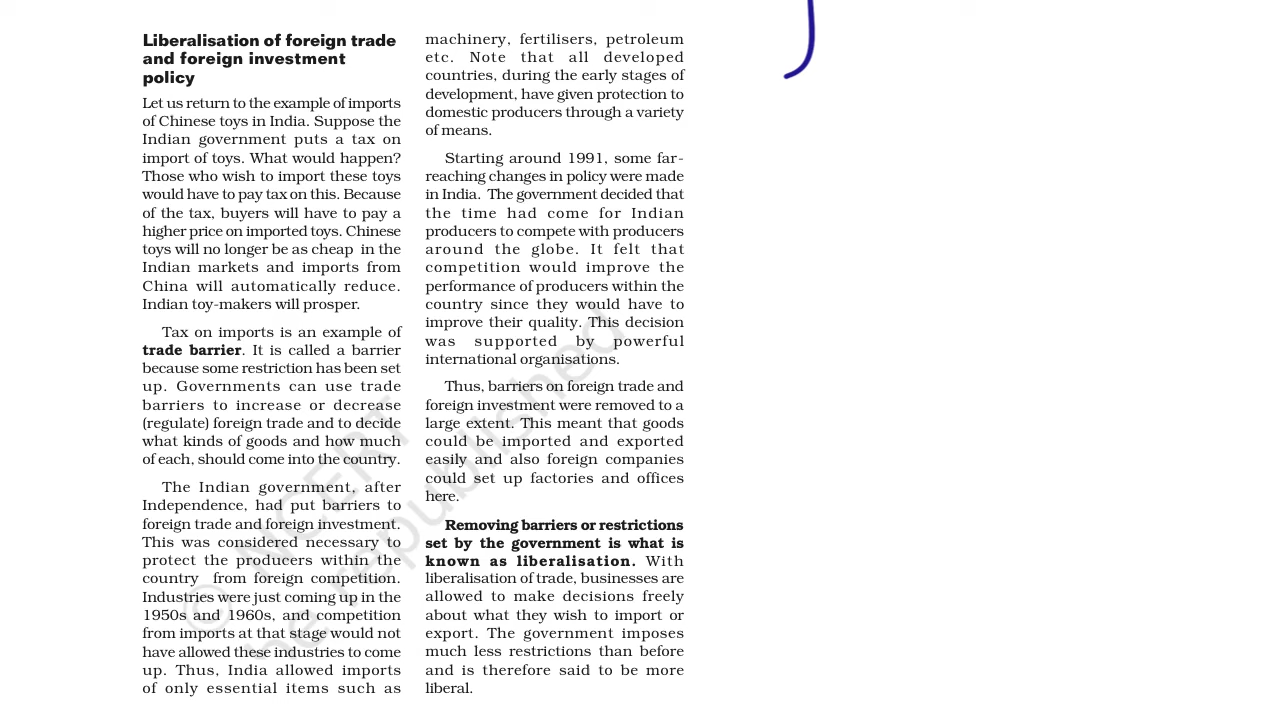 Liberalisation of foreign trade
and foreign investment
policy
Let us return to the example of imports
of Chinese toys in India. Suppose the
Indian government puts a tax on
import of toys. What would happen?
Those who wish to import these toys
would have to pay tax on this. Because
of the tax, buyers will have to pay a
higher price on imported toys. Chinese
toys will no longer be as cheap in the
Indian markets and imports from
China will automatically reduce.
Indian toy-makers will prosper.
Tax on imports is an example of
trade barrier. It is called a barrier
because some restriction has been set
up. Governments can use trade
barriers to increase or decrease
(regulate) foreign trade and to decide
what kinds of goods and how much
of each, should come into the country.
The Indian government, after
Independence, had put barriers to
foreign trade and foreign investment.
This was considered necessary to
protect the producers within the
country from foreign competition.
Industries were just coming up in the
1950s and 1960s, and competition
from imports at that stage would not
have allowed these industries to come
up. Thus, India allowed imports
of only essential items such as
machinery, fertilisers, petroleum
etc. Note that all developed
countries, during the early stages of
development, have given protection to
domestic producers through a variety
of means.
Starting around 1991, some far-
reaching changes in policy were made
in India. The government decided that
the time had come for Indian
producers to compete with producers
around the globe. It felt that
competition would improve the
performance of producers within the
country since they would have to
improve their quality. This decision
was supported by powerful
international organisations.
Thus, barriers on foreign trade and
foreign investment were removed to a
large extent. This meant that goods
could be imported and exported
easily and also foreign companies
could set up factories and offices
here.
Removing barriers or restrictions
set by the government is what is
known as liberalisation. With
liberalisation of trade, businesses are
allowed to make decisions freely
about what they wish to import or
export. The government imposes
much less restrictions than before
and is therefore said to be more
liberal.
© NCERT
be republished